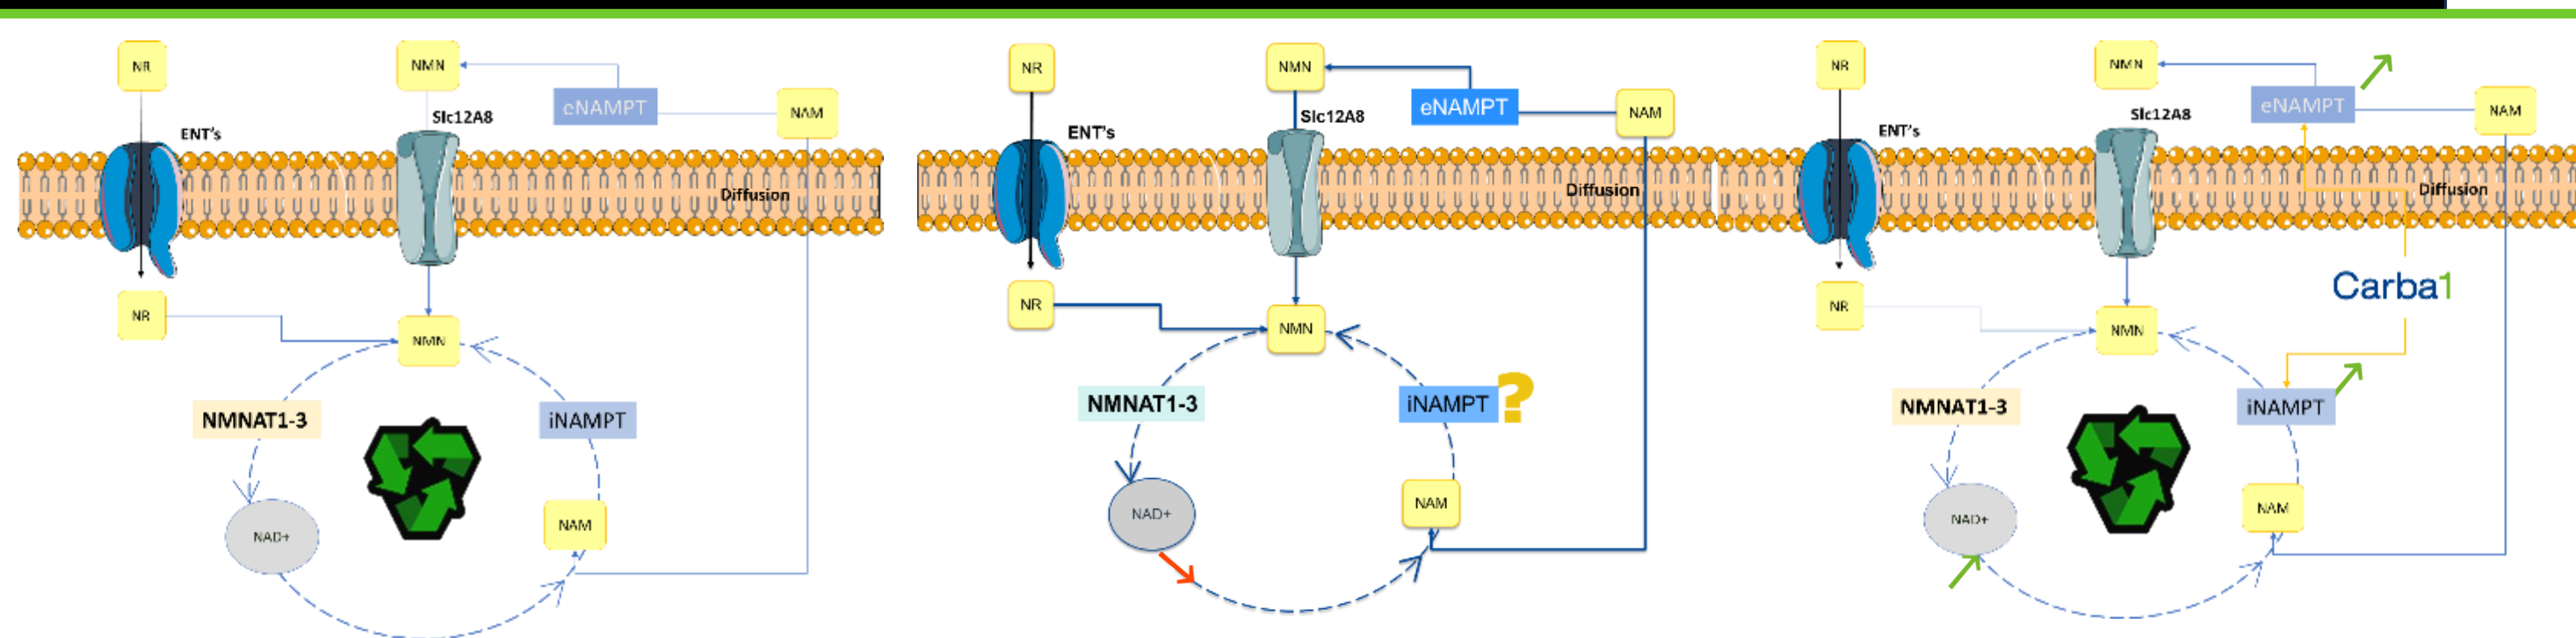 NR
NMN
eNAMPT
NAM
Slc12A8
ENT's
Diffusion
NR
NMN
NMNAT1-3
iNAMPT
NAD+
NAM
NR
NMN
eNAMPT
NAM
Slc12A8
ENT's
Diffusion
NR
NMN
NMNAT1-3
iNAMPT?
NAM
NAD+
NR
NMN
eNAMPT
NAM
Slc12A8
ENT's
Diffusion
Carba1
NR
NMN
NMNAT1-3
iNAMPT
NAM
NAD+